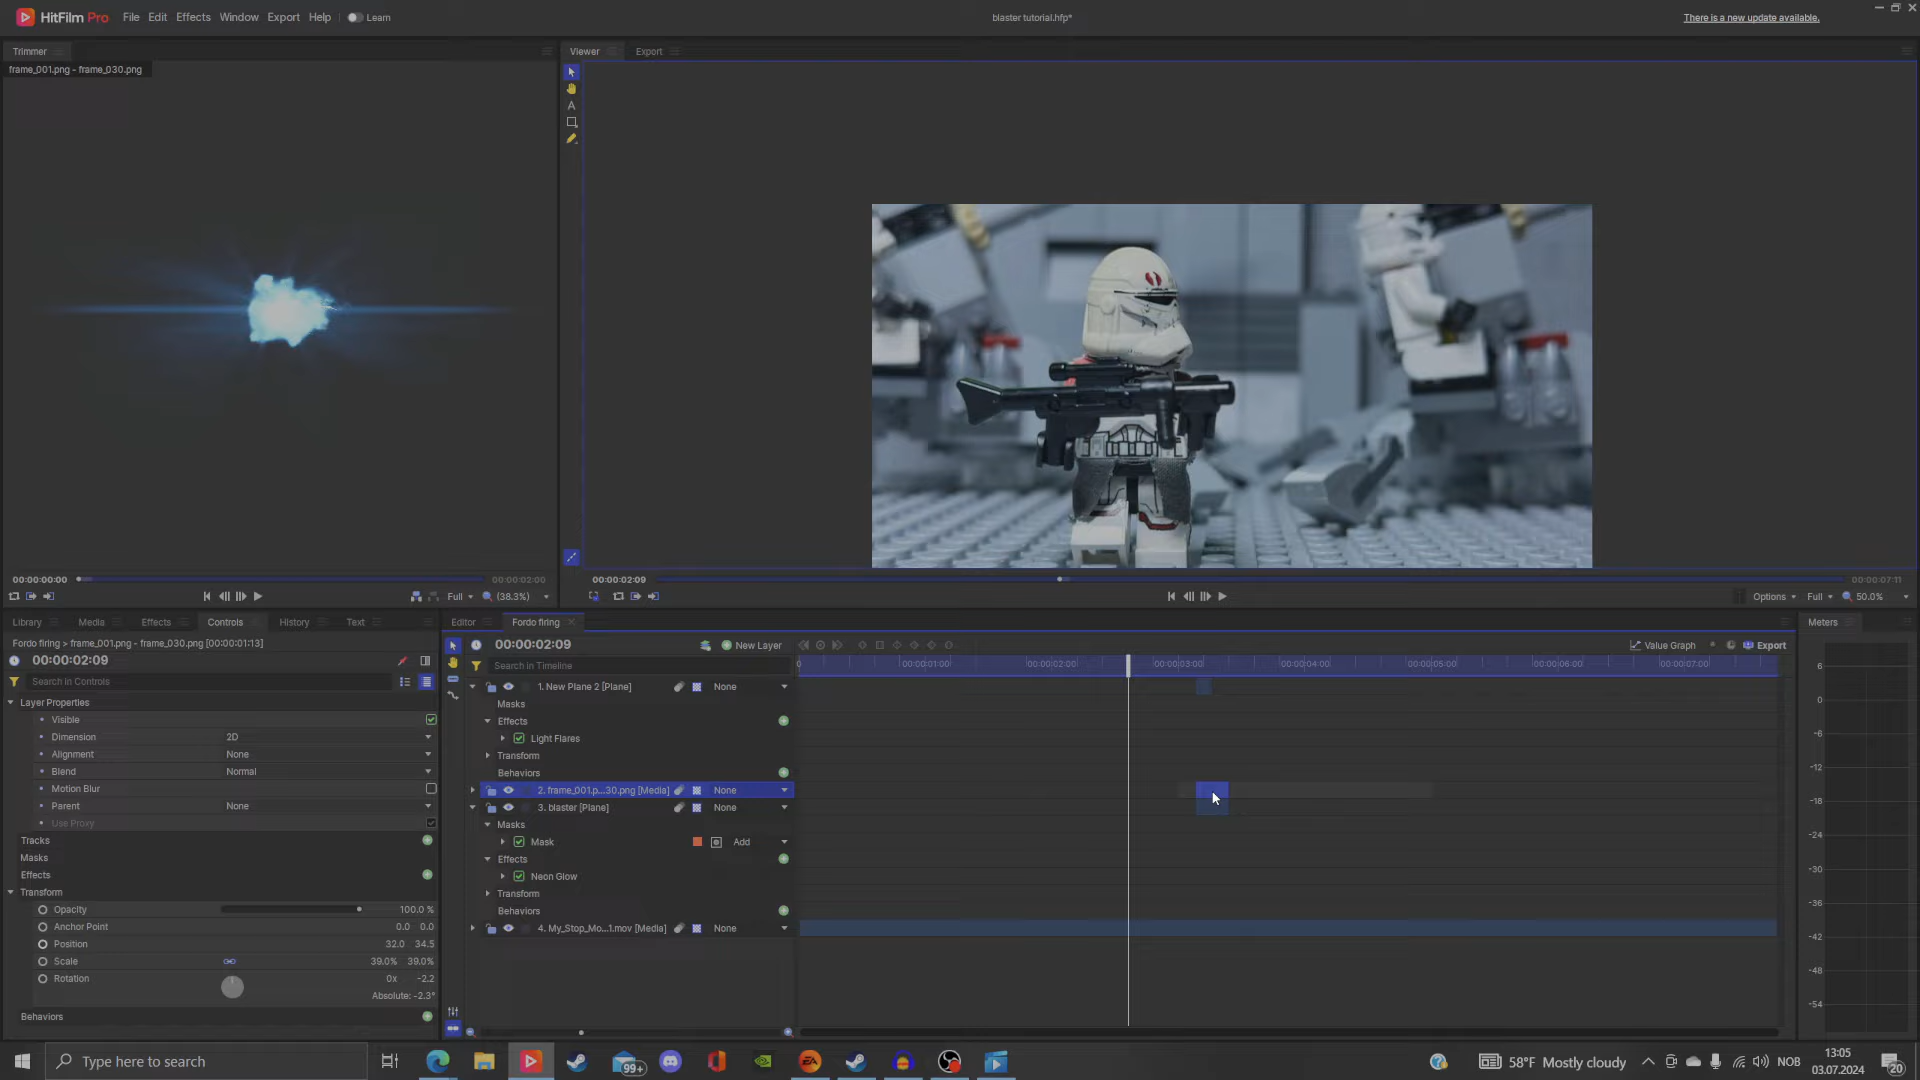 HitFilm Pro File Edit Effects Window Export Help Learn
blaster tutorial.hfp*
There is a new update available.
Trimmer
frame_001.png - frame_030.png
Viewer Export
00:00:00:00 00:00:02:00
Full (38.3%)
00:00:02:09 00:00:07:11
Options Full 50.0%
Library Media Effects Controls History Text
Fordo firing > frame_001.png - frame_030.png [00:00:01:13]
00:00:02:09
Search in Controls
Layer Properties
Visible
Dimension 2D
Alignment None
Blend Normal
Motion Blur
Parent None
Use Proxy
Tracks
Masks
Effects
Transform
Opacity 100.0 %
Anchor Point 0.0 0.0
Position 32.0 34.5
Scale 39.0% 39.0%
Rotation 0x -2.2
Absolute: -2.3°
Behaviors
Editor Fordo firing
00:00:02:09 New Layer Value Graph Export
Search in Timeline
0 00:00:01:00 00:00:02:00 00:00:03:00 00:00:04:00 00:00:05:00 00:00:06:00 00:00:07:00
1. New Plane 2 [Plane] None
Masks
Effects
Light Flares
Transform
Behaviors
2. frame_001.p...30.png [Media] None
3. blaster [Plane] None
Masks
Mask Add
Effects
Neon Glow
Transform
Behaviors
4. My_Stop_Mo...1.mov [Media] None
Meters
6
0
-6
-12
-18
-24
-30
-36
-42
-48
-54
Type here to search
99+
58°F Mostly cloudy
NOB
13:05
03.07.2024
20